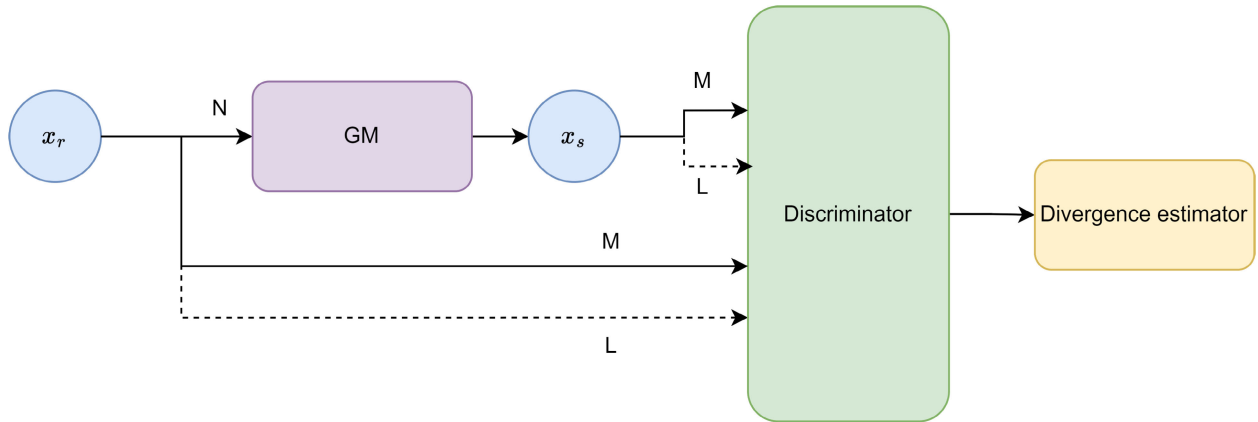 x_r
N
GM
x_s
M
L
Discriminator
Divergence estimator
M
L